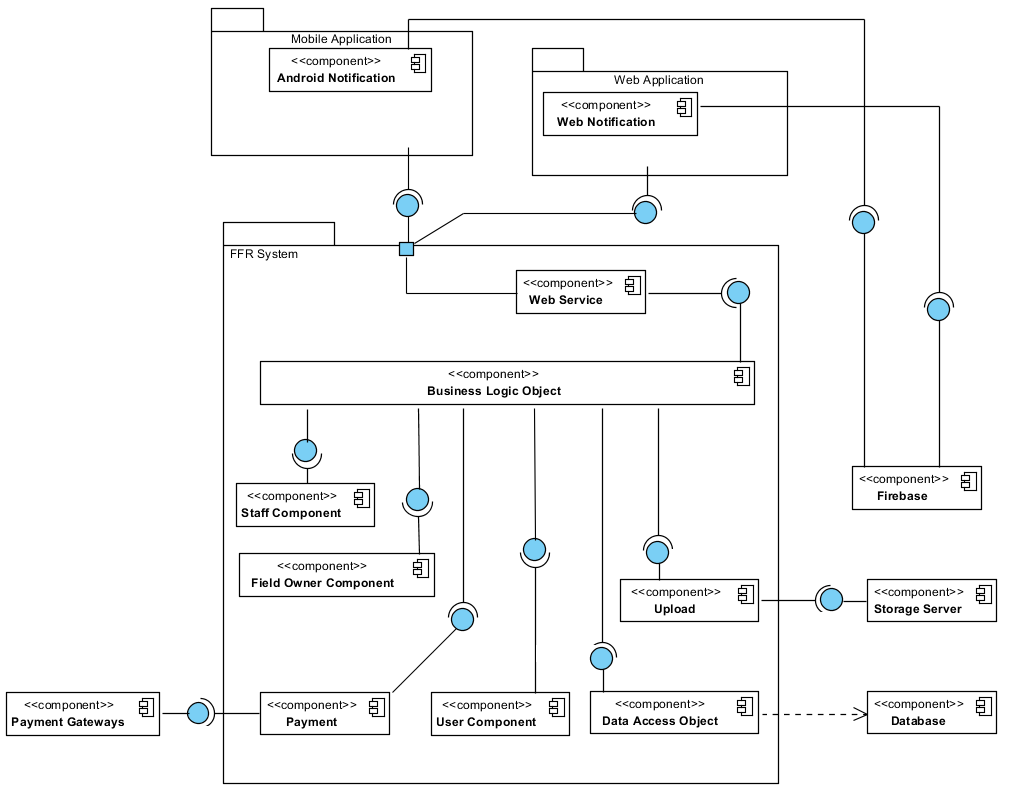 Mobile Application
<<component>>
Android Notification
Web Application
<<component>>
Web Notification
FFR System
<<component>>
Web Service
<<component>>
Business Logic Object
<<component>>
Firebase
<<component>>
Staff Component
<<component>>
Field Owner Component
<<component>>
Upload
<<component>>
Storage Server
<<component>>
Payment Gateways
<<component>>
Payment
<<component>>
User Component
<<component>>
Data Access Object
<<component>>
Database